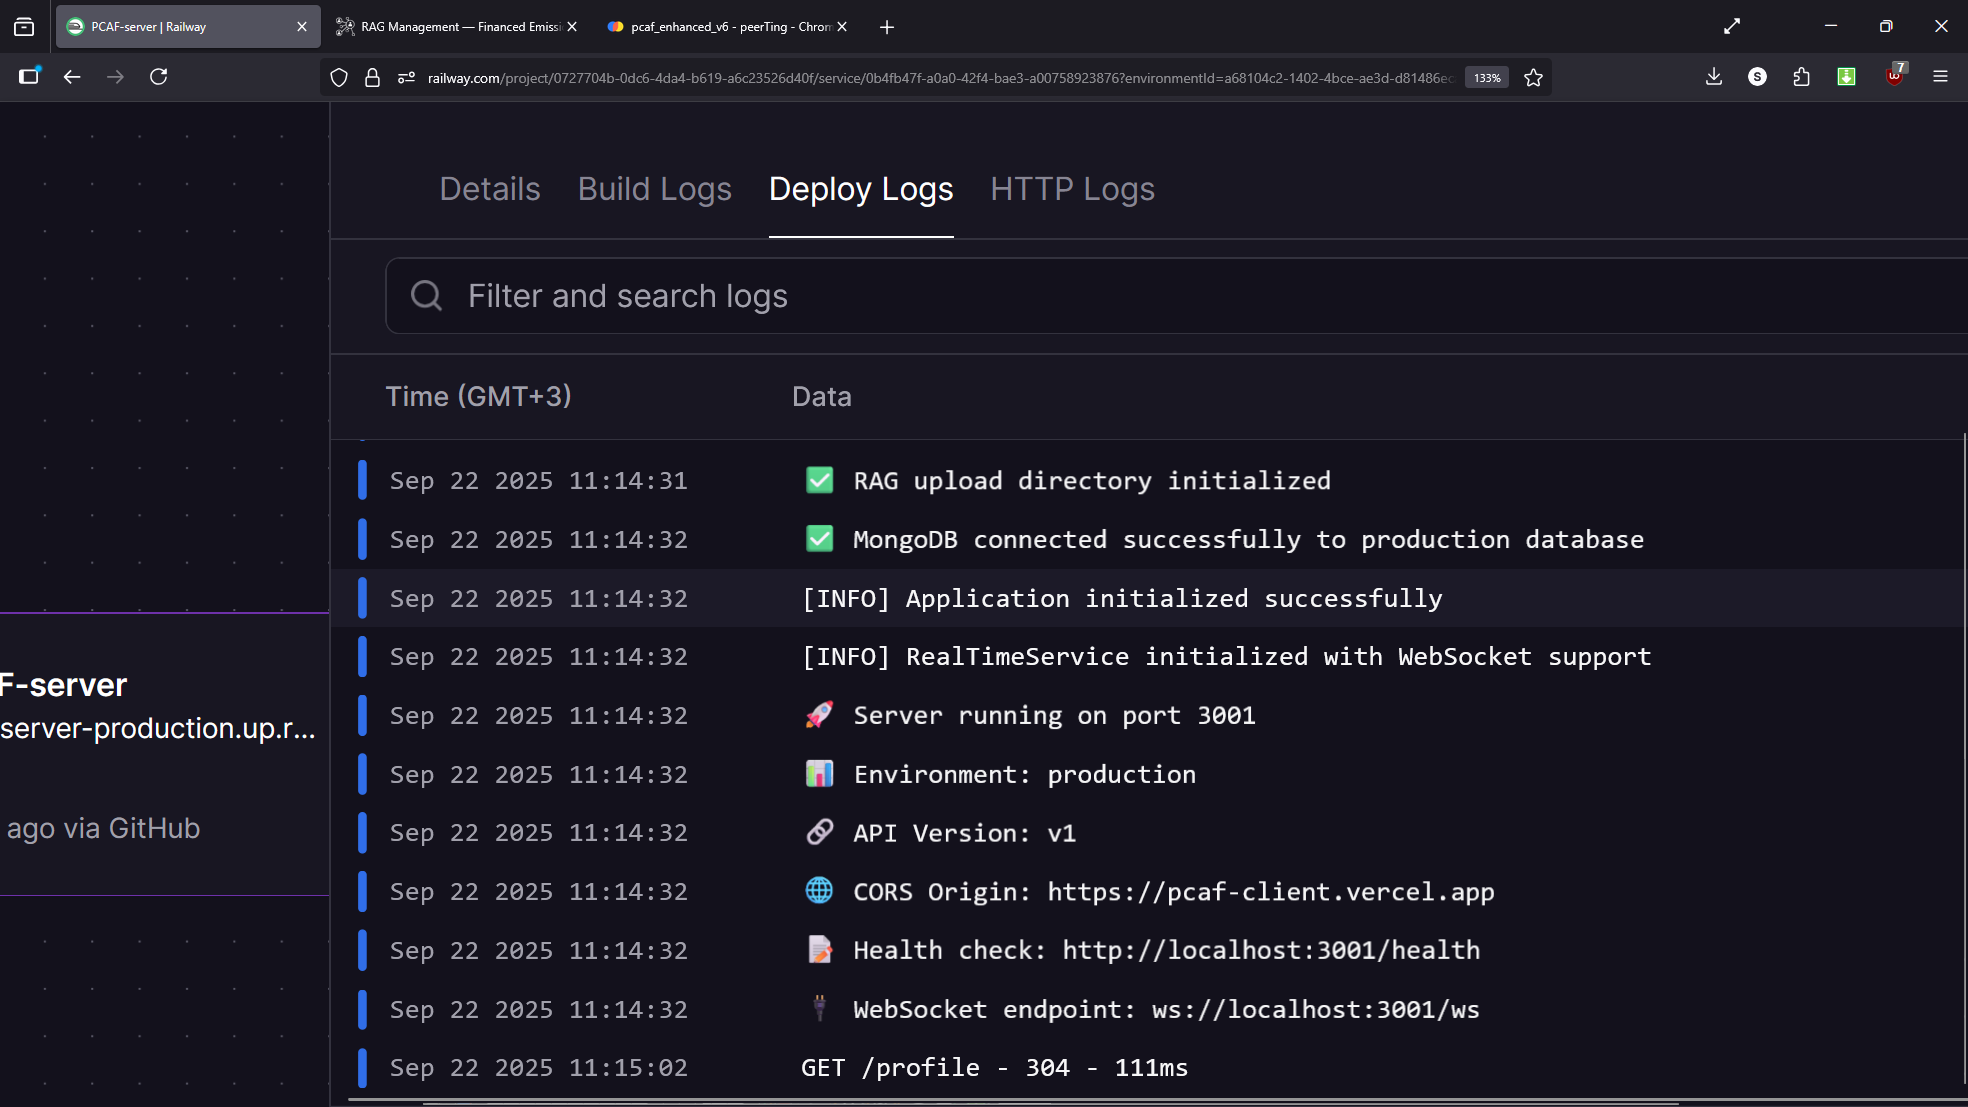 PCAF-server | Railway
RAG Management — Financed Emissi
pcaf_enhanced_v6 - peerTing - Chrom
railway.com/project/0727704b-0dc6-4da4-b619-a6c23526d40f/service/0b4fb47f-a0a0-42f4-bae3-a00758923876?environmentId=a68104c2-1402-4bce-ae3d-d81486ec
133%
S
7
Details
Build Logs
Deploy Logs
HTTP Logs
Filter and search logs
Time (GMT+3)
Data
Sep 22 2025 11:14:31 ✅ RAG upload directory initialized
Sep 22 2025 11:14:32 ✅ MongoDB connected successfully to production database
Sep 22 2025 11:14:32 [INFO] Application initialized successfully
Sep 22 2025 11:14:32 [INFO] RealTimeService initialized with WebSocket support
Sep 22 2025 11:14:32 🚀 Server running on port 3001
Sep 22 2025 11:14:32 📊 Environment: production
Sep 22 2025 11:14:32 🔗 API Version: v1
Sep 22 2025 11:14:32 🌐 CORS Origin: https://pcaf-client.vercel.app
Sep 22 2025 11:14:32 📝 Health check: http://localhost:3001/health
Sep 22 2025 11:14:32 🔌 WebSocket endpoint: ws://localhost:3001/ws
Sep 22 2025 11:15:02 GET /profile - 304 - 111ms
F-server
server-production.up.r...
ago via GitHub